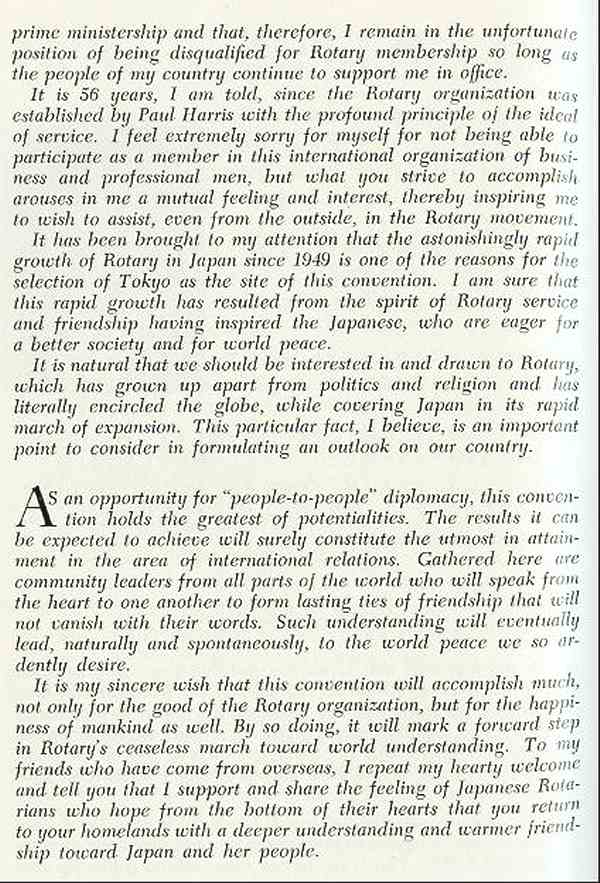 prime ministership and that, therefore, I remain in the unfortunate
position of being disqualified for Rotary membership so long as
the people of my country continue to support me in office.
It is 56 years, I am told, since the Rotary organization was
established by Paul Harris with the profound principle of the ideal
of service. I feel extremely sorry for myself for not being able to
participate as a member in this international organization of busi-
ness and professional men, but what you strive to accomplish
arouses in me a mutual feeling and interest, thereby inspiring me
to wish to assist, even from the outside, in the Rotary movement.
It has been brought to my attention that the astonishingly rapid
growth of Rotary in Japan since 1949 is one of the reasons for the
selection of Tokyo as the site of this convention. I am sure that
this rapid growth has resulted from the spirit of Rotary service
and friendship having inspired the Japanese, who are eager for
a better society and for world peace.
It is natural that we should be interested in and drawn to Rotary,
which has grown up apart from politics and religion and has
literally encircled the globe, while covering Japan in its rapid
march of expansion. This particular fact, I believe, is an important
point to consider in formulating an outlook on our country.
AS an opportunity for "people-to-people" diplomacy, this conven-
tion holds the greatest of potentialities. The results it can
be expected to achieve will surely constitute the utmost in attain-
ment in the area of international relations. Gathered here are
community leaders from all parts of the world who will speak from
the heart to one another to form lasting ties of friendship that will
not vanish with their words. Such understanding will eventually
lead, naturally and spontaneously, to the world peace we so ar-
dently desire.
It is my sincere wish that this convention will accomplish much,
not only for the good of the Rotary organization, but for the happi-
ness of mankind as well. By so doing, it will mark a forward step
in Rotary's ceaseless march toward world understanding. To my
friends who have come from overseas, I repeat my hearty welcome
and tell you that I support and share the feeling of Japanese Rota-
rians who hope from the bottom of their hearts that you return
to your homelands with a deeper understanding and warmer friend-
ship toward Japan and her people.